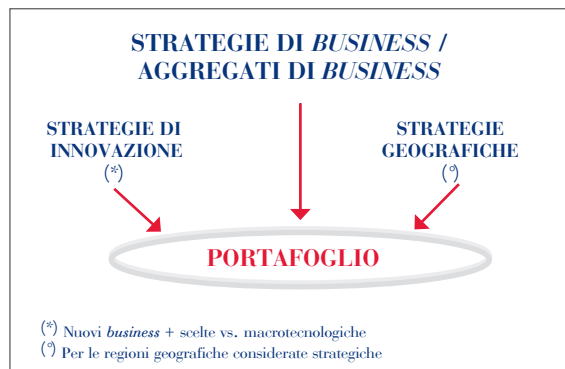 STRATEGIE DI BUSINESS /
AGGREGATI DI BUSINESS
STRATEGIE DI
INNOVAZIONE
(*)
STRATEGIE
GEOGRAFICHE
(°)
PORTAFOGLIO
(*) Nuovi business + scelte vs. macrotecnologiche
(°) Per le regioni geografiche considerate strategiche